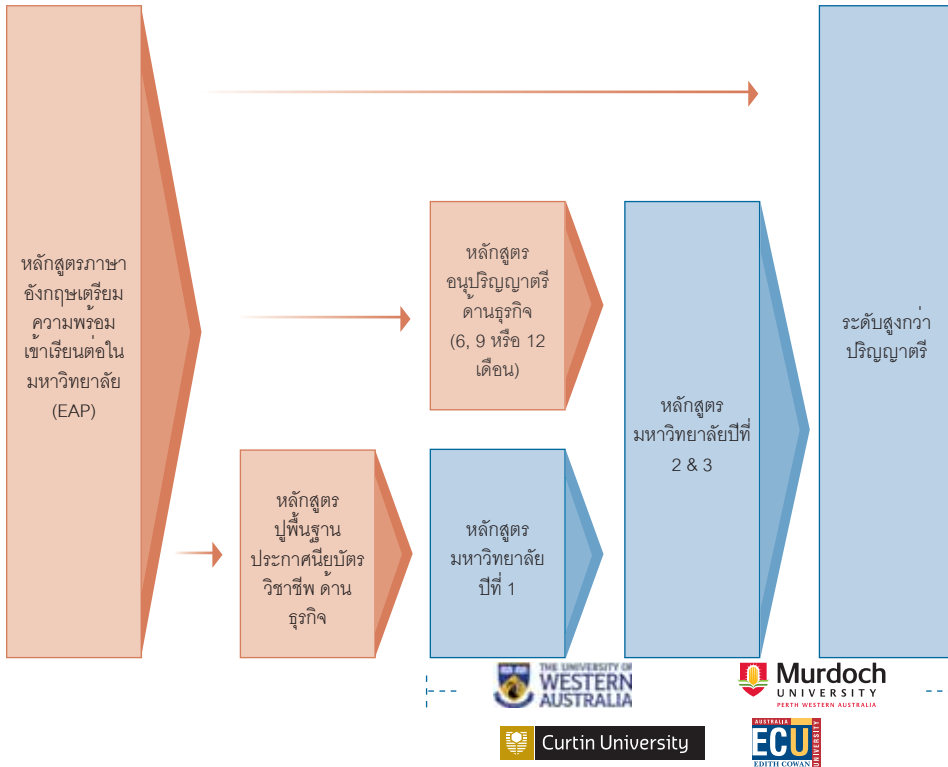 หลักสูตรภาษา
อังกฤษเตรียม
ความพร้อม
เข้าเรียนต่อใน
มหาวิทยาลัย
(EAP)
หลักสูตร
อนุปริญญาตรี
ด้านธุรกิจ
(6, 9 หรือ 12
เดือน)
หลักสูตร
ปูพื้นฐาน
ประกาศนียบัตร
วิชาชีพ ด้าน
ธุรกิจ
หลักสูตร
มหาวิทยาลัย
ปีที่ 1
หลักสูตร
มหาวิทยาลัยปีที่
2 & 3
ระดับสูงกว่า
ปริญญาตรี
THE UNIVERSITY OF
WESTERN
AUSTRALIA
Murdoch
UNIVERSITY
PERTH WESTERN AUSTRALIA
Curtin University
AUSTRALIA
ECU
EDITH COWAN
UNIVERSITY